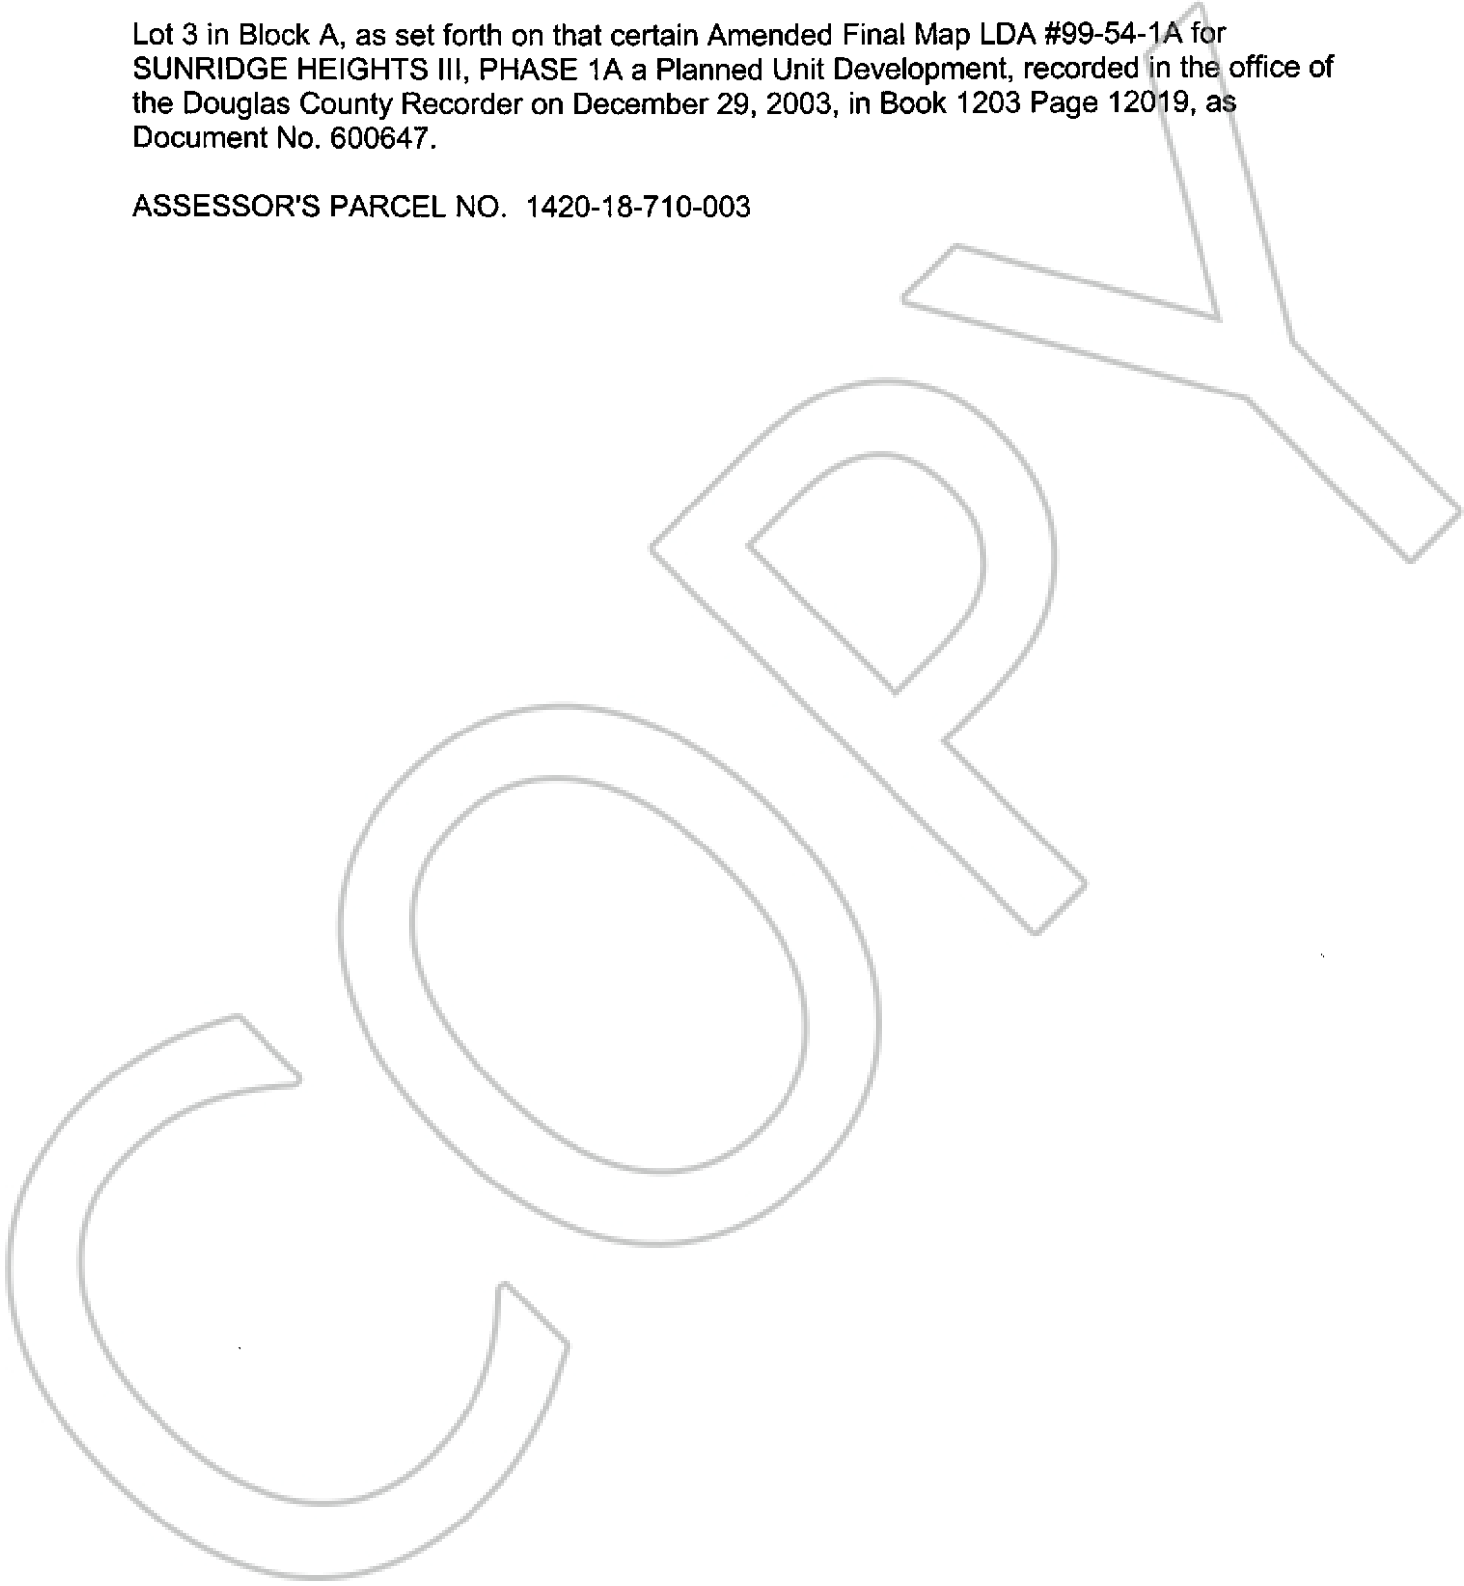 Lot 3 in Block A, as set forth on that certain Amended Final Map LDA #99-54-1A for
SUNRIDGE HEIGHTS III, PHASE 1A a Planned Unit Development, recorded in the office of
the Douglas County Recorder on December 29, 2003, in Book 1203 Page 12019, as
Document No. 600647.
ASSESSOR'S PARCEL NO. 1420-18-710-003
COPY